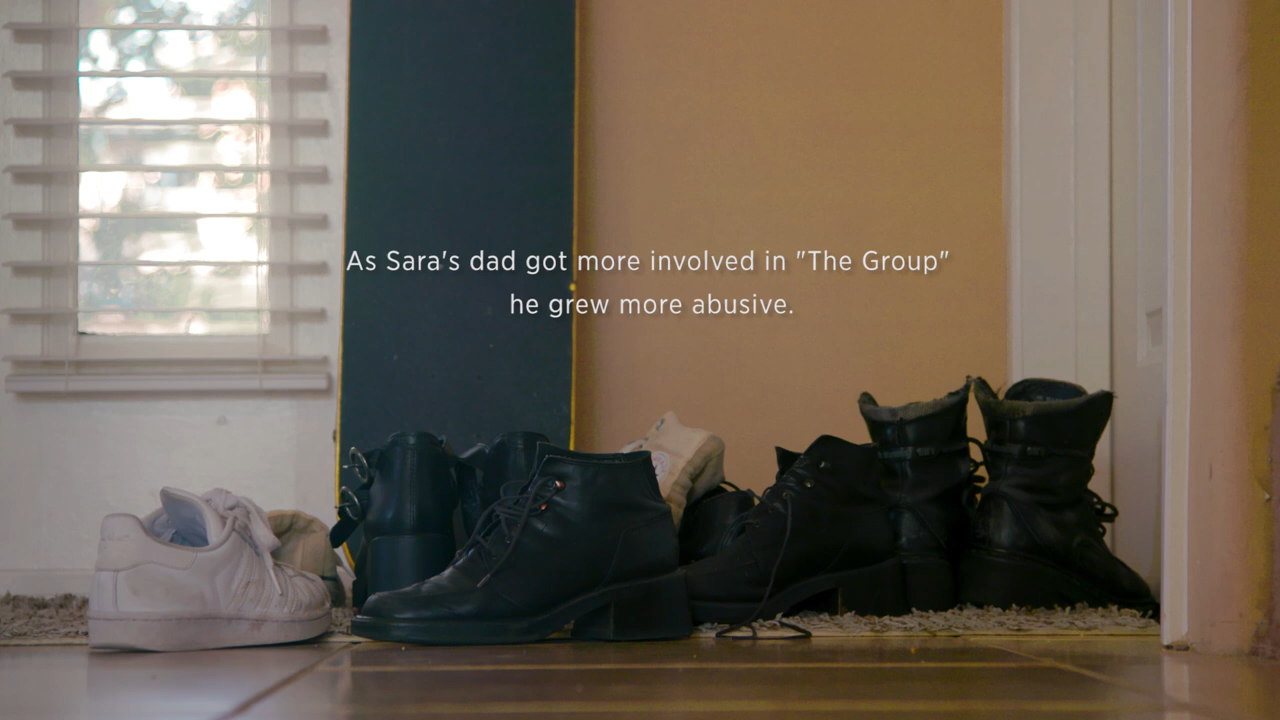 As Sara's dad got more involved in "The Group"
he grew more abusive.